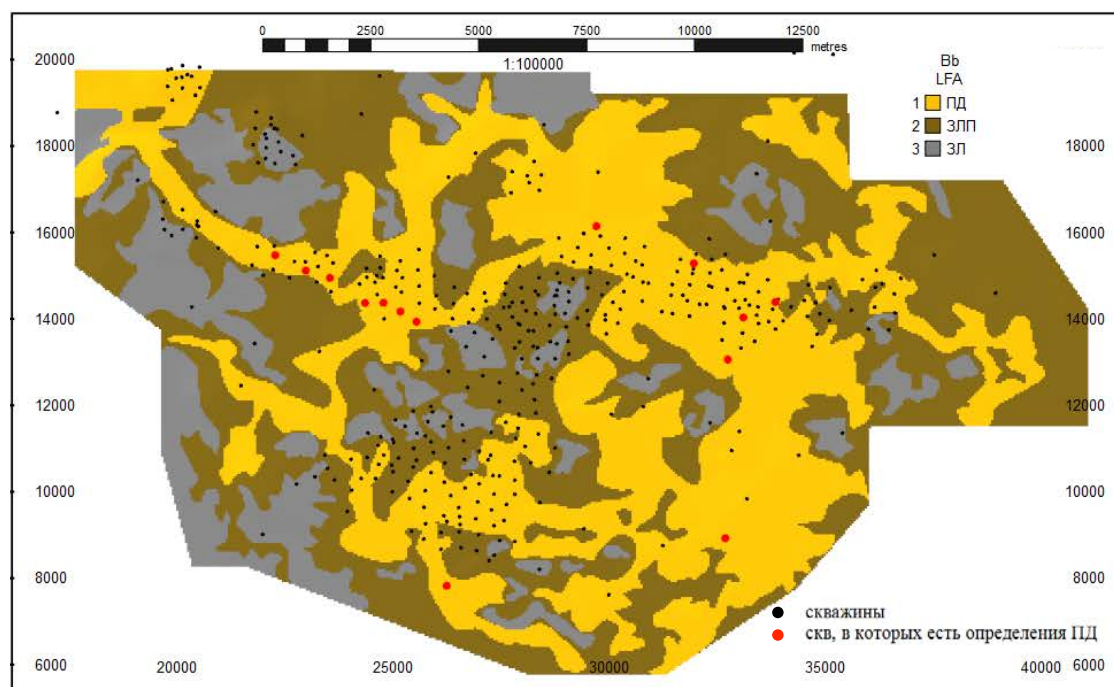 0 2500 5000 7500 10000 12500
metres
1:100000
Bb
LFA
1 ПД
2 ЗЛП
3 ЗЛ
20000
18000 18000
16000 16000
14000 14000
12000 12000
10000 10000
8000 8000
скважины
скв, в которых есть определения ПД
6000 20000 25000 30000 35000 40000 6000